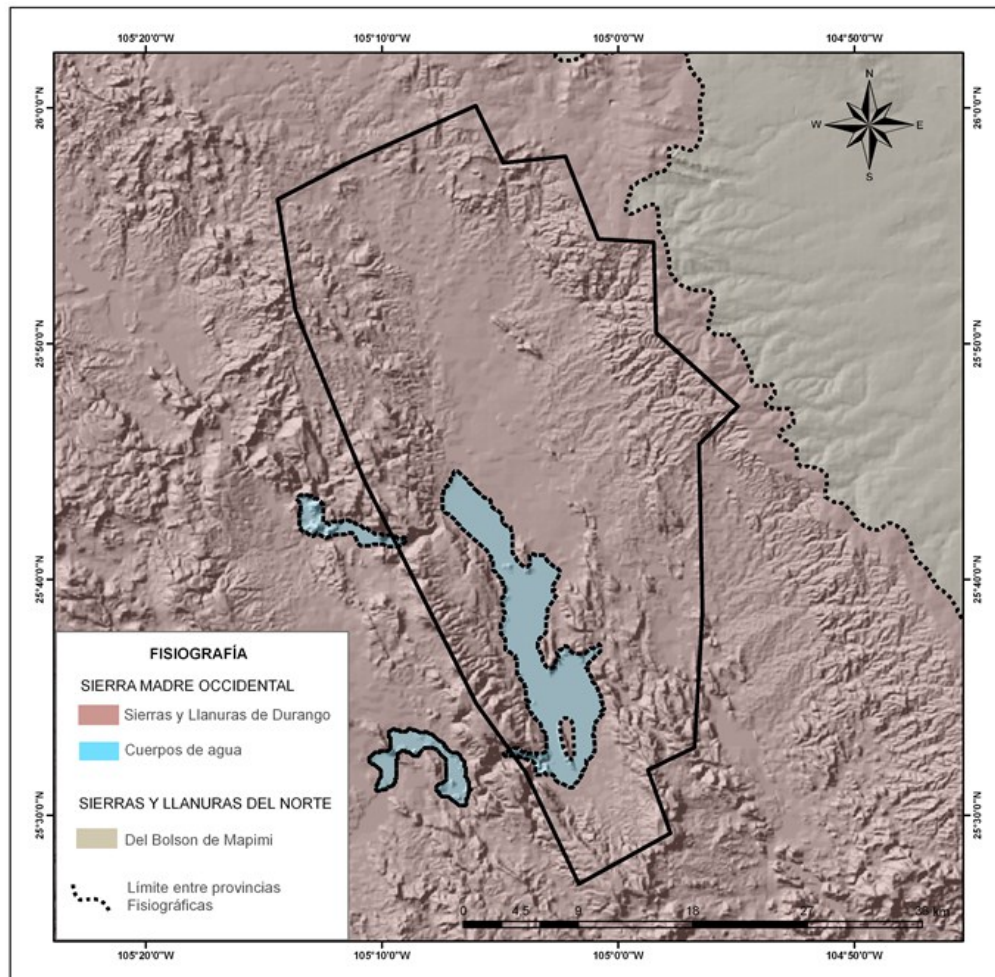 105°20'0"W 105°10'0"W 105°0'0"W 104°50'0"W
26°0'0"N
25°50'0"N
25°40'0"N
25°3'0"N
26°0'0"N
25°50'0"N
25°40'0"N
25°3'0"N
N
W E
S
FISIOGRAFÍA
SIERRA MADRE OCCIDENTAL
Sierras y Llanuras de Durango
Cuerpos de agua
SIERRAS Y LLANURAS DEL NORTE
Del Bolson de Mapimi
Límite entre provincias
Fisiográficas
0 4.5 9 18 27 36 km
105°20'0"W 105°10'0"W 105°0'0"W 104°50'0"W